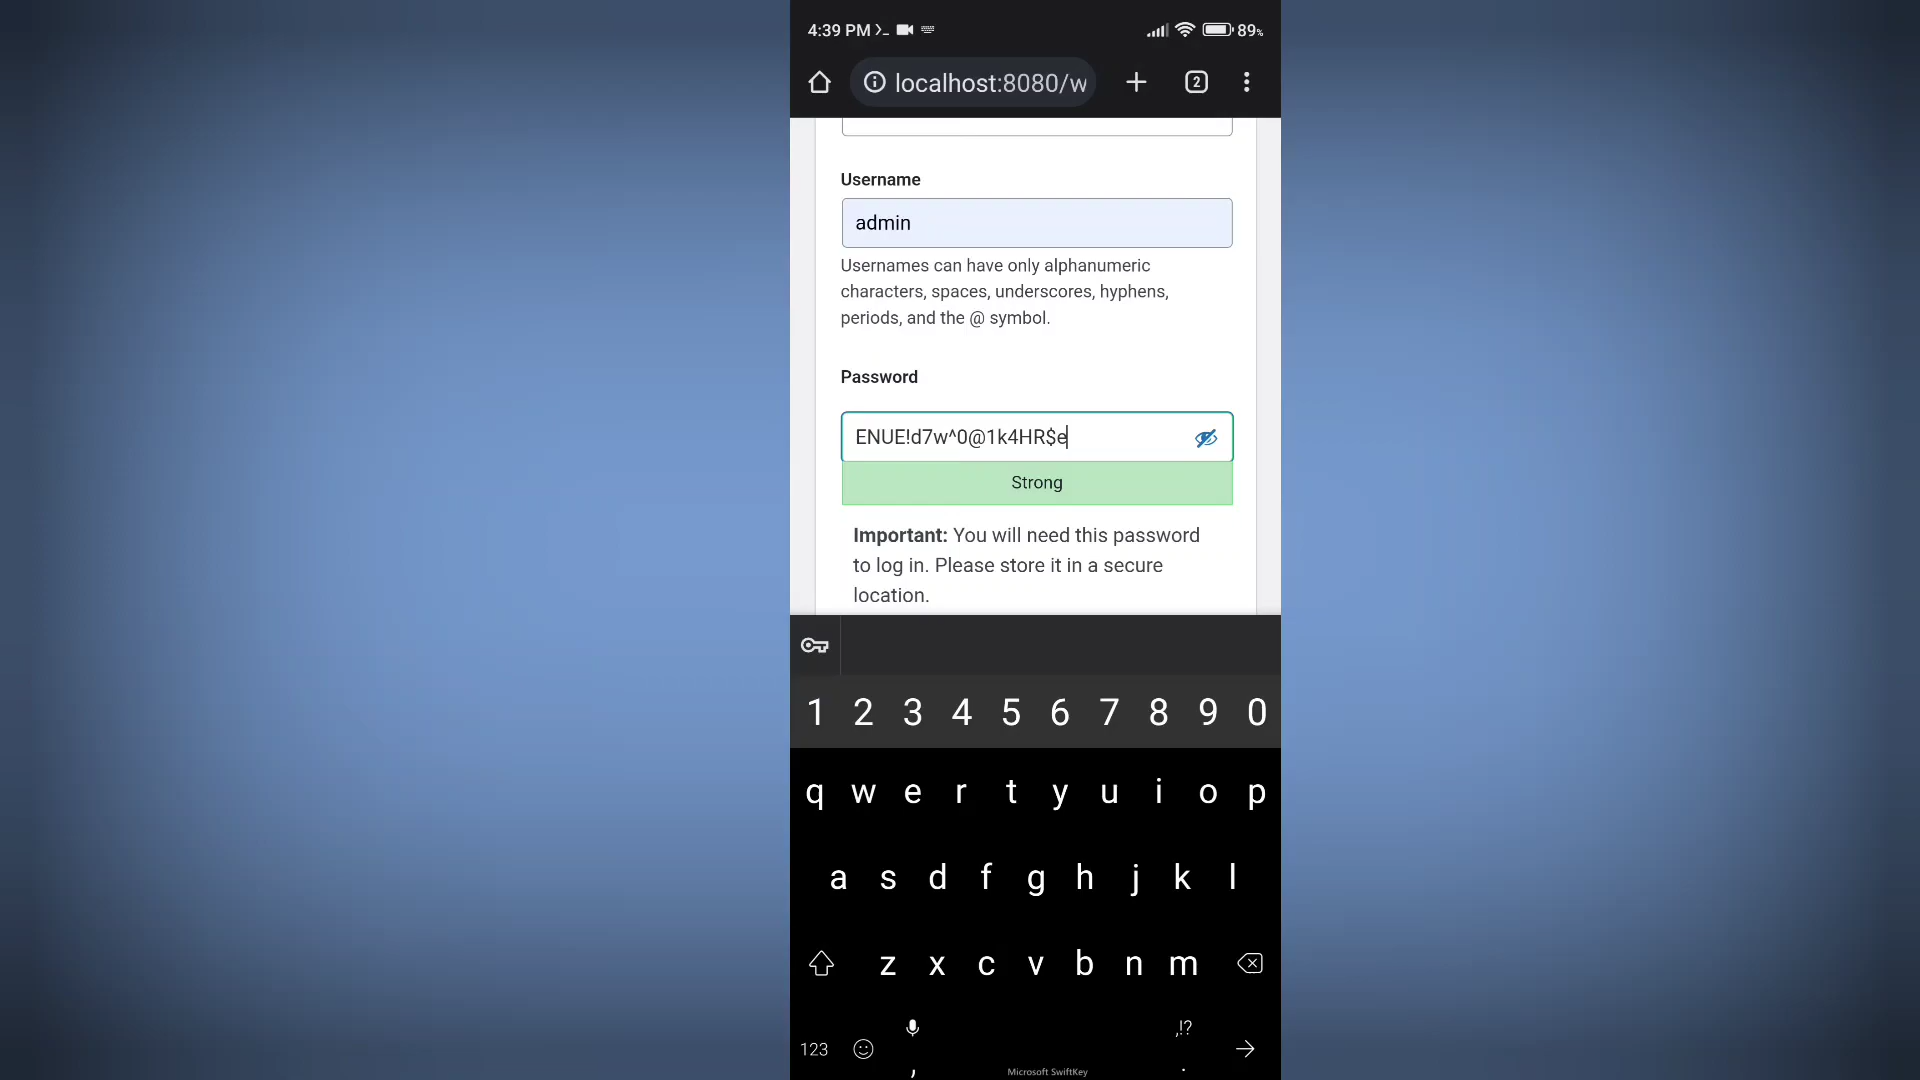 4:39 PM
89%
localhost:8080/w
2
Username
admin
Usernames can have only alphanumeric
characters, spaces, underscores, hyphens,
periods, and the @ symbol.
Password
ENUE!d7w^0@1k4HR$e
Strong
Important: You will need this password
to log in. Please store it in a secure
location.
1 2 3 4 5 6 7 8 9 0
q w e r t y u i o p
a s d f g h j k l
z x c v b n m
,!?
123
, .
Microsoft SwiftKey